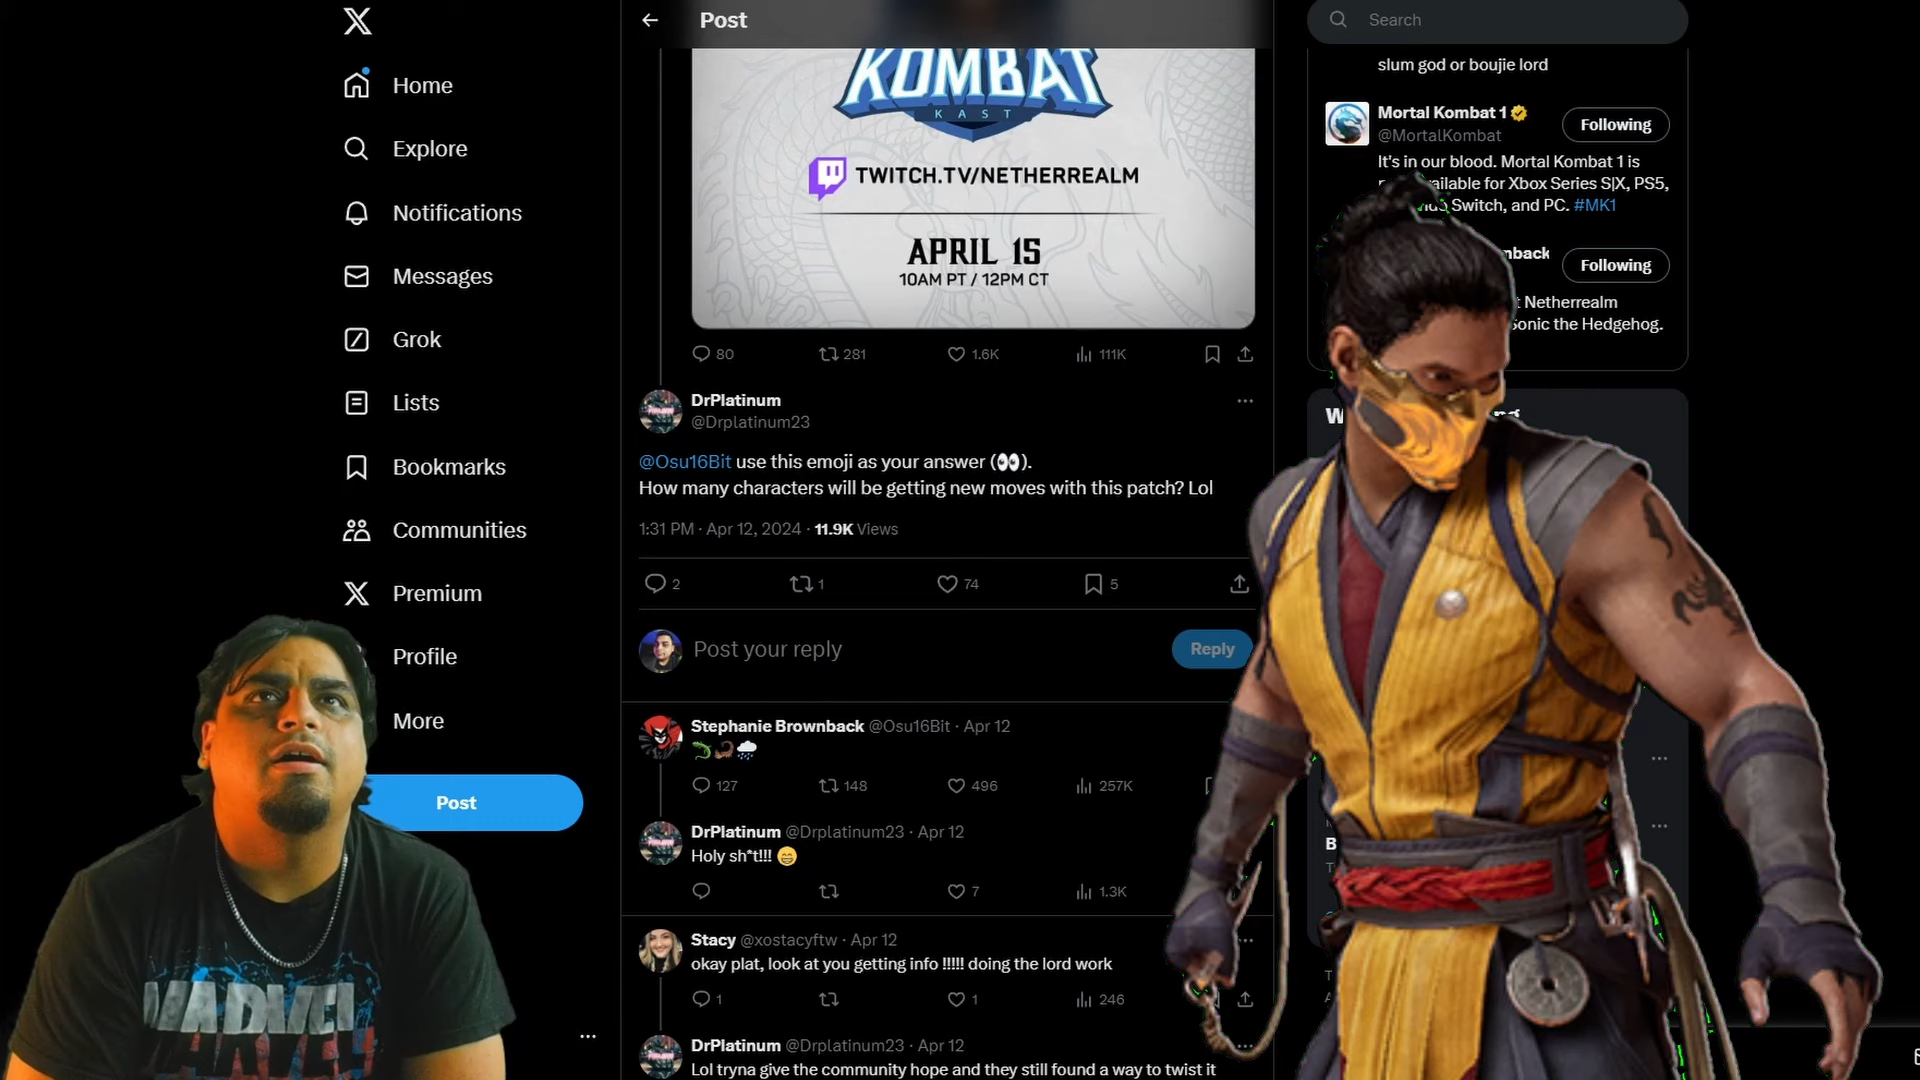 Home
Explore
Notifications
Messages
Grok
Lists
Bookmarks
Communities
Premium
Profile
More
Post
Post
KOMBAT
KAST
TWITCH.TV/NETHERREALM
APRIL 15
10AM PT / 12PM CT
80 281 1.6K 111K
DrPlatinum
@Drplatinum23
@Osu16Bit use this emoji as your answer (👀).
How many characters will be getting new moves with this patch? Lol
1:31 PM · Apr 12, 2024 · 11.9K Views
2 1 74 5
Post your reply
Reply
Stephanie Brownback @Osu16Bit · Apr 12
🦎🦂🌧️
127 148 496 257K
DrPlatinum @Drplatinum23 · Apr 12
Holy sh*t!!! 😁
7 1.3K
Stacy @xostacyftw · Apr 12
okay plat, look at you getting info !!!!! doing the lord work
1 1 246
DrPlatinum @Drplatinum23 · Apr 12
Lol tryna give the community hope and they still found a way to twist it
Search
slum god or boujie lord
Mortal Kombat 1
@MortalKombat
Following
It's in our blood. Mortal Kombat 1 is
for Xbox Series S|X, PS5,
Switch, and PC. #MK1
Following
Netherrealm
Sonic the Hedgehog.